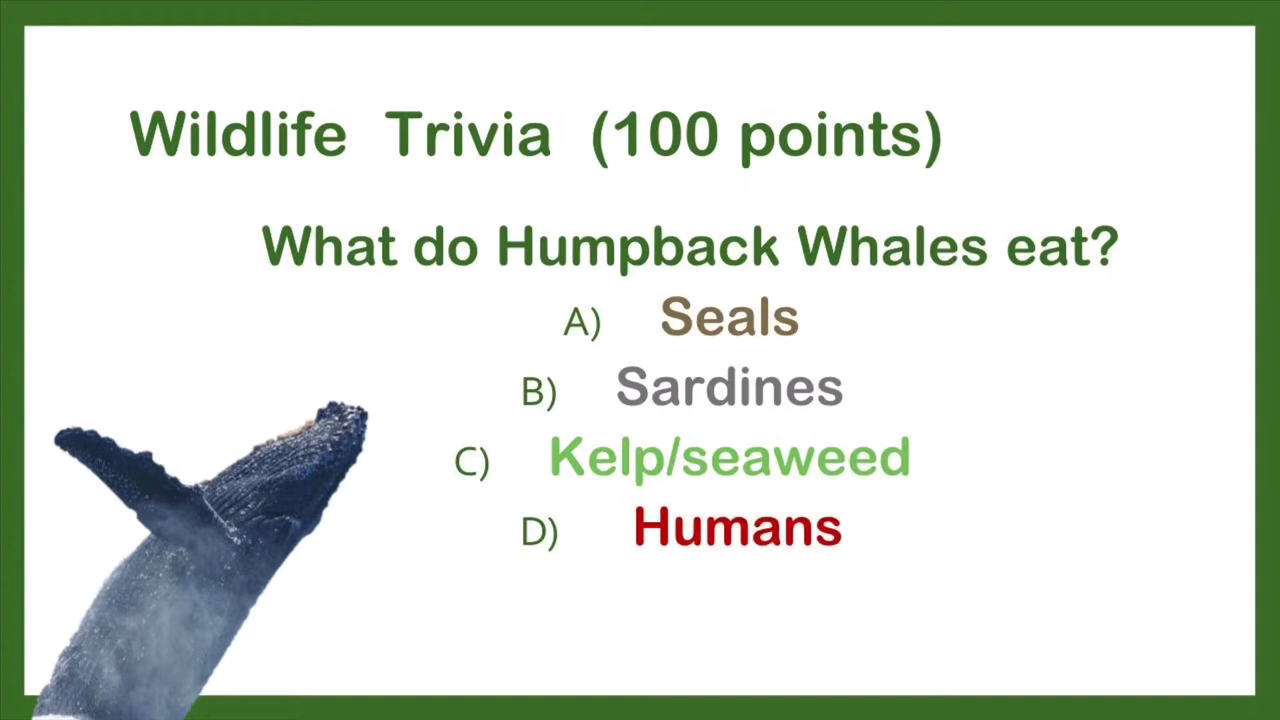 Wildlife Trivia (100 points)
What do Humpback Whales eat?
A) Seals
B) Sardines
C) Kelp/seaweed
D) Humans